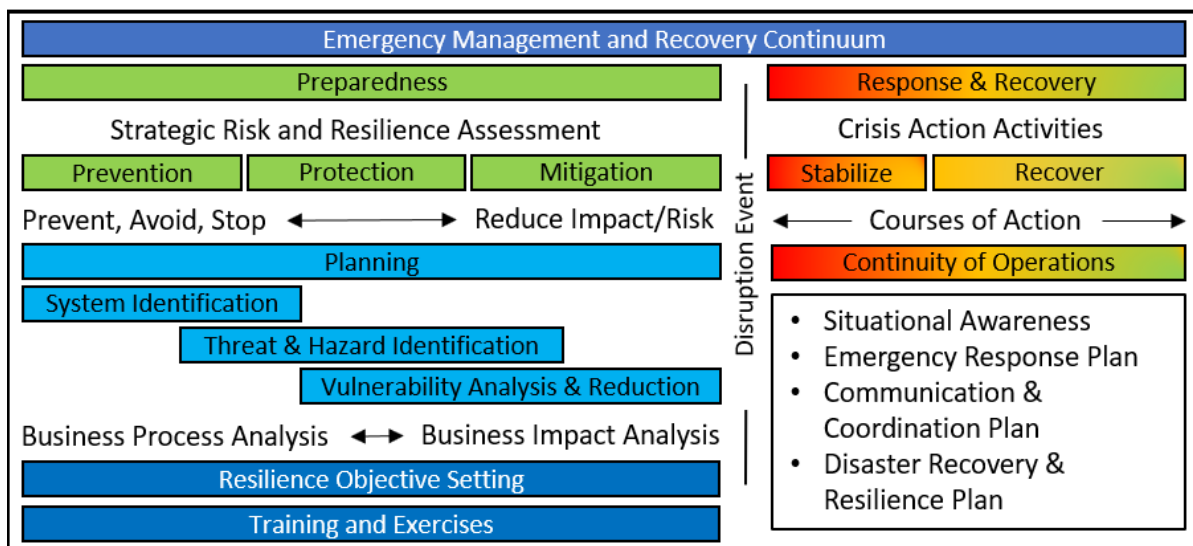 Emergency Management and Recovery Continuum
Preparedness
Strategic Risk and Resilience Assessment
Prevention
Protection
Mitigation
Prevent, Avoid, Stop
Reduce Impact/Risk
Planning
System Identification
Threat & Hazard Identification
Vulnerability Analysis & Reduction
Business Process Analysis
Business Impact Analysis
Resilience Objective Setting
Training and Exercises
Disruption Event
Response & Recovery
Crisis Action Activities
Stabilize
Recover
Courses of Action
Continuity of Operations
• Situational Awareness
• Emergency Response Plan
• Communication &
Coordination Plan
• Disaster Recovery &
Resilience Plan